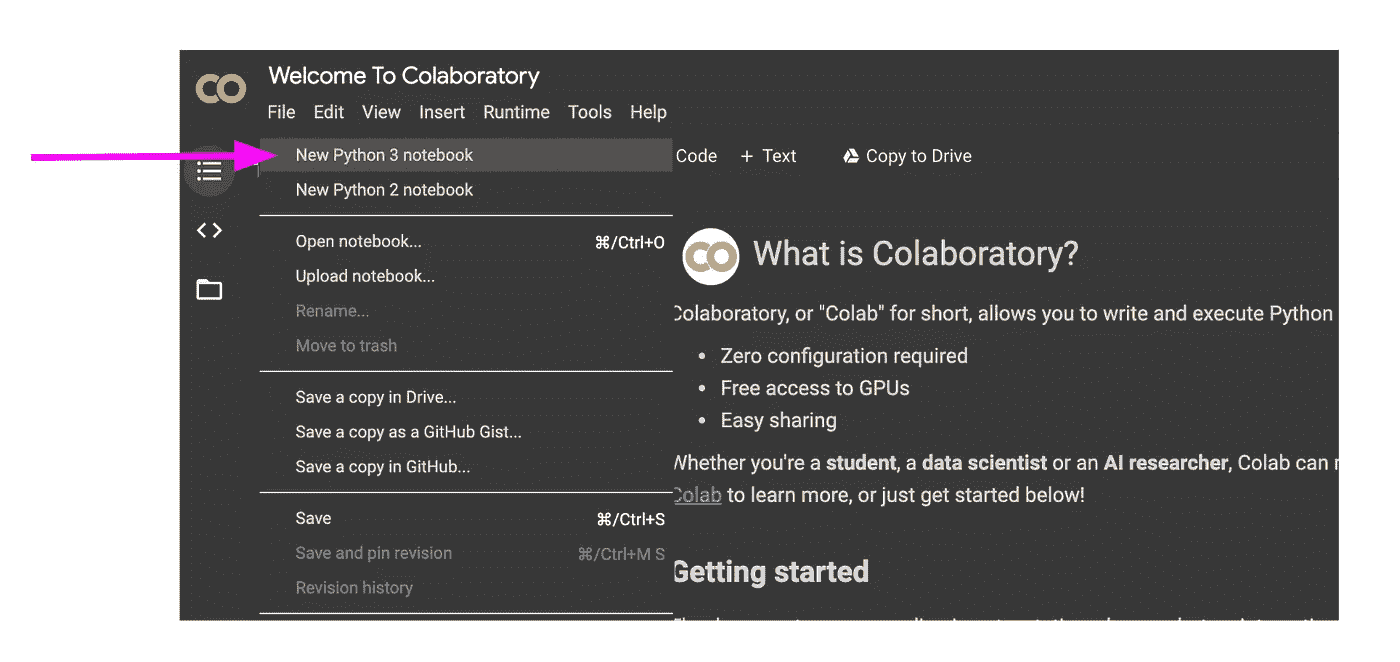 Welcome To Colaboratory
File Edit View Insert Runtime Tools Help
New Python 3 notebook
New Python 2 notebook
Open notebook... ⌘/Ctrl+O
Upload notebook...
Rename...
Move to trash
Save a copy in Drive...
Save a copy as a GitHub Gist...
Save a copy in GitHub...
Save ⌘/Ctrl+S
Save and pin revision ⌘/Ctrl+M S
Revision history
Code + Text Copy to Drive
CO What is Colaboratory?
Colaboratory, or "Colab" for short, allows you to write and execute Python
• Zero configuration required
• Free access to GPUs
• Easy sharing
Whether you're a student, a data scientist or an AI researcher, Colab can
Colab to learn more, or just get started below!
Getting started